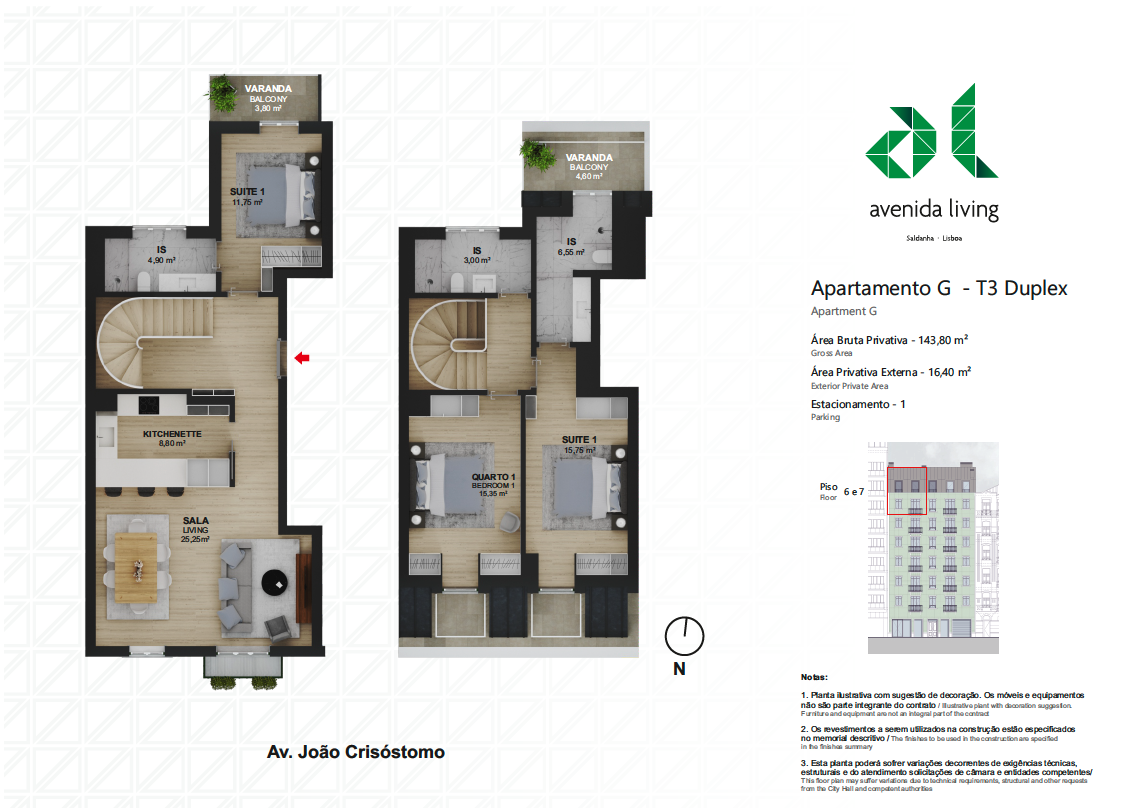 VARANDA
BALCONY
3,80 m²
SUITE 1
11,75 m²
IS
4,90 m²
KITCHENETTE
8,80 m²
SALA
LIVING
25,25m²
VARANDA
BALCONY
4,60 m²
IS
3,00 m²
IS
6,55 m²
QUARTO 1
BEDROOM 1
15,35 m²
SUITE 1
15,75 m²
N
Av. João Crisóstomo
avenida living
Saldanha · Lisboa
Apartamento G - T3 Duplex
Apartment G
Área Bruta Privativa - 143,80 m²
Gross Area
Área Privativa Externa - 16,40 m²
Exterior Private Area
Estacionamento - 1
Parking
Piso 6 e 7
Floor
Notas:
1. Planta ilustrativa com sugestão de decoração. Os móveis e equipamentos
não são parte integrante do contrato / Illustrative plant with decoration suggestion.
Furniture and equipment are not an integral part of the contract
2. Os revestimentos a serem utilizados na construção estão especificados
no memorial descritivo / The finishes to be used in the construction are specified
in the finishes summary
3. Esta planta poderá sofrer variações decorrentes de exigências técnicas,
estruturais e do atendimento solicitações de câmara e entidades competentes/
This floor plan may suffer variations due to technical requirements, structural and other requests
from the City Hall and competent authorities